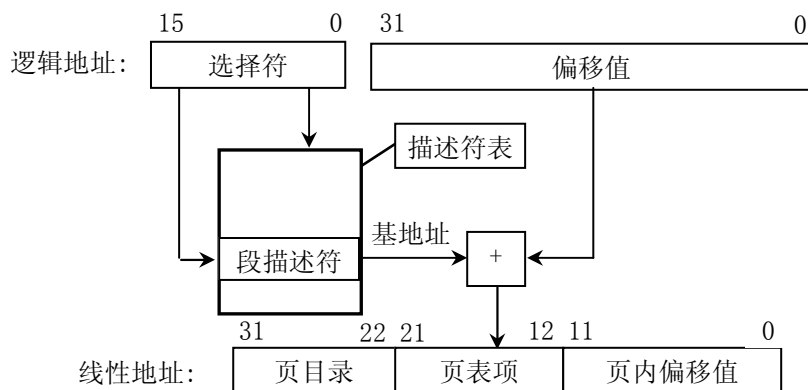 15 0 31 0
逻辑地址: 选择符 偏移值
描述符表
基地址
段描述符 +
31 22 21 12 11 0
线性地址: 页目录 页表项 页内偏移值